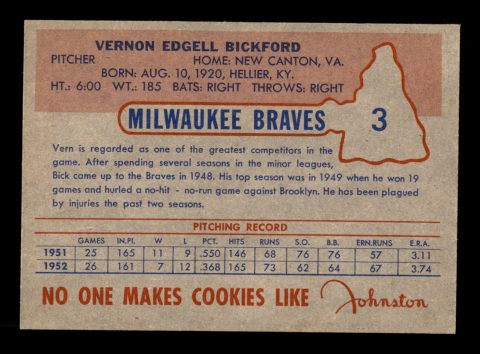 VERNON EDGELL BICKFORD
PITCHER HOME: NEW CANTON, VA.
BORN: AUG. 10, 1920, HELLIER, KY.
HT.: 6:00 WT.: 185 BATS: RIGHT THROWS: RIGHT
MILWAUKEE BRAVES 3
Vern is regarded as one of the greatest competitors in the
game. After spending several seasons in the minor leagues,
Bick came up to the Braves in 1948. His top season was in 1949 when he won 19
games and hurled a no-hit - no-run game against Brooklyn. He has been plagued
by injuries the past two seasons.
PITCHING RECORD
GAMES IN.PI. W L PCT. HITS RUNS S.O. B.B. ERN.RUNS E.R.A.
1951 25 165 11 9 .550 146 68 76 76 57 3.11
1952 26 161 7 12 .368 165 73 62 64 67 3.74
NO ONE MAKES COOKIES LIKE Johnston